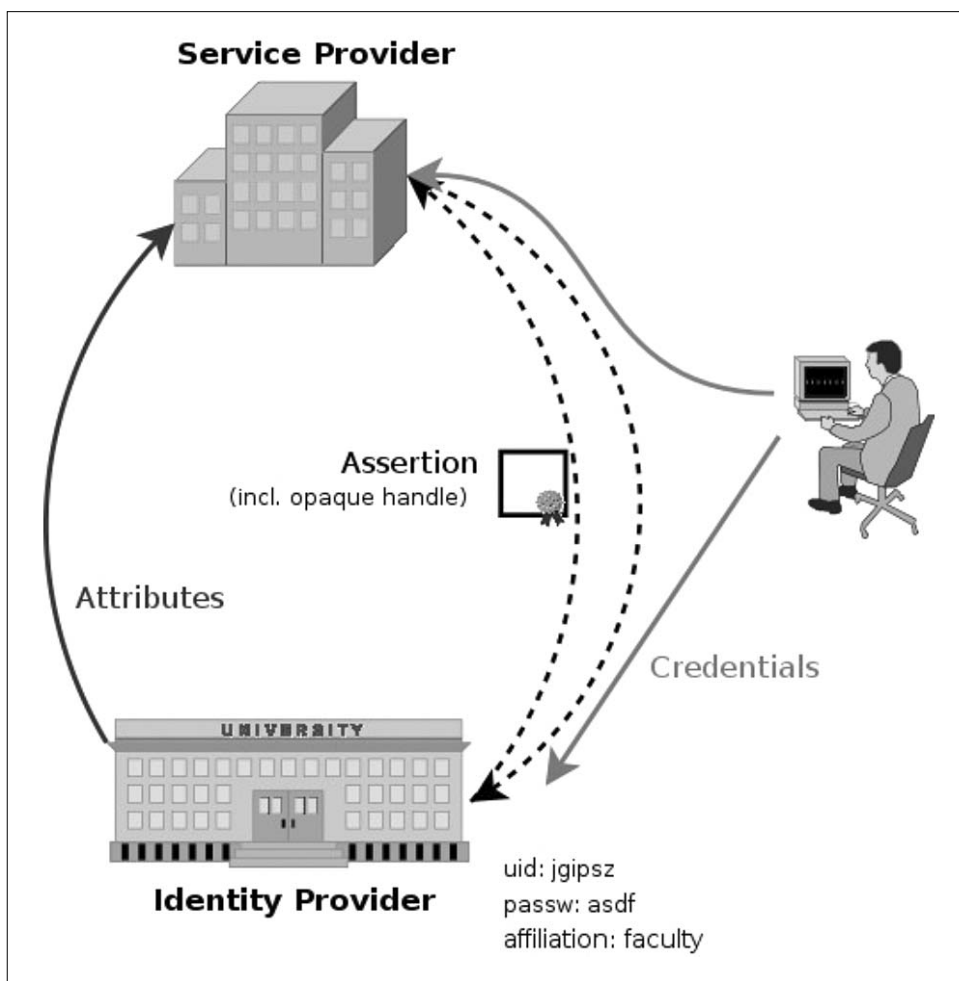 Service Provider
Assertion
(incl. opaque handle)
Attributes
Credentials
UNIVERSITY
Identity Provider
uid: jgipsz
passw: asdf
affiliation: faculty